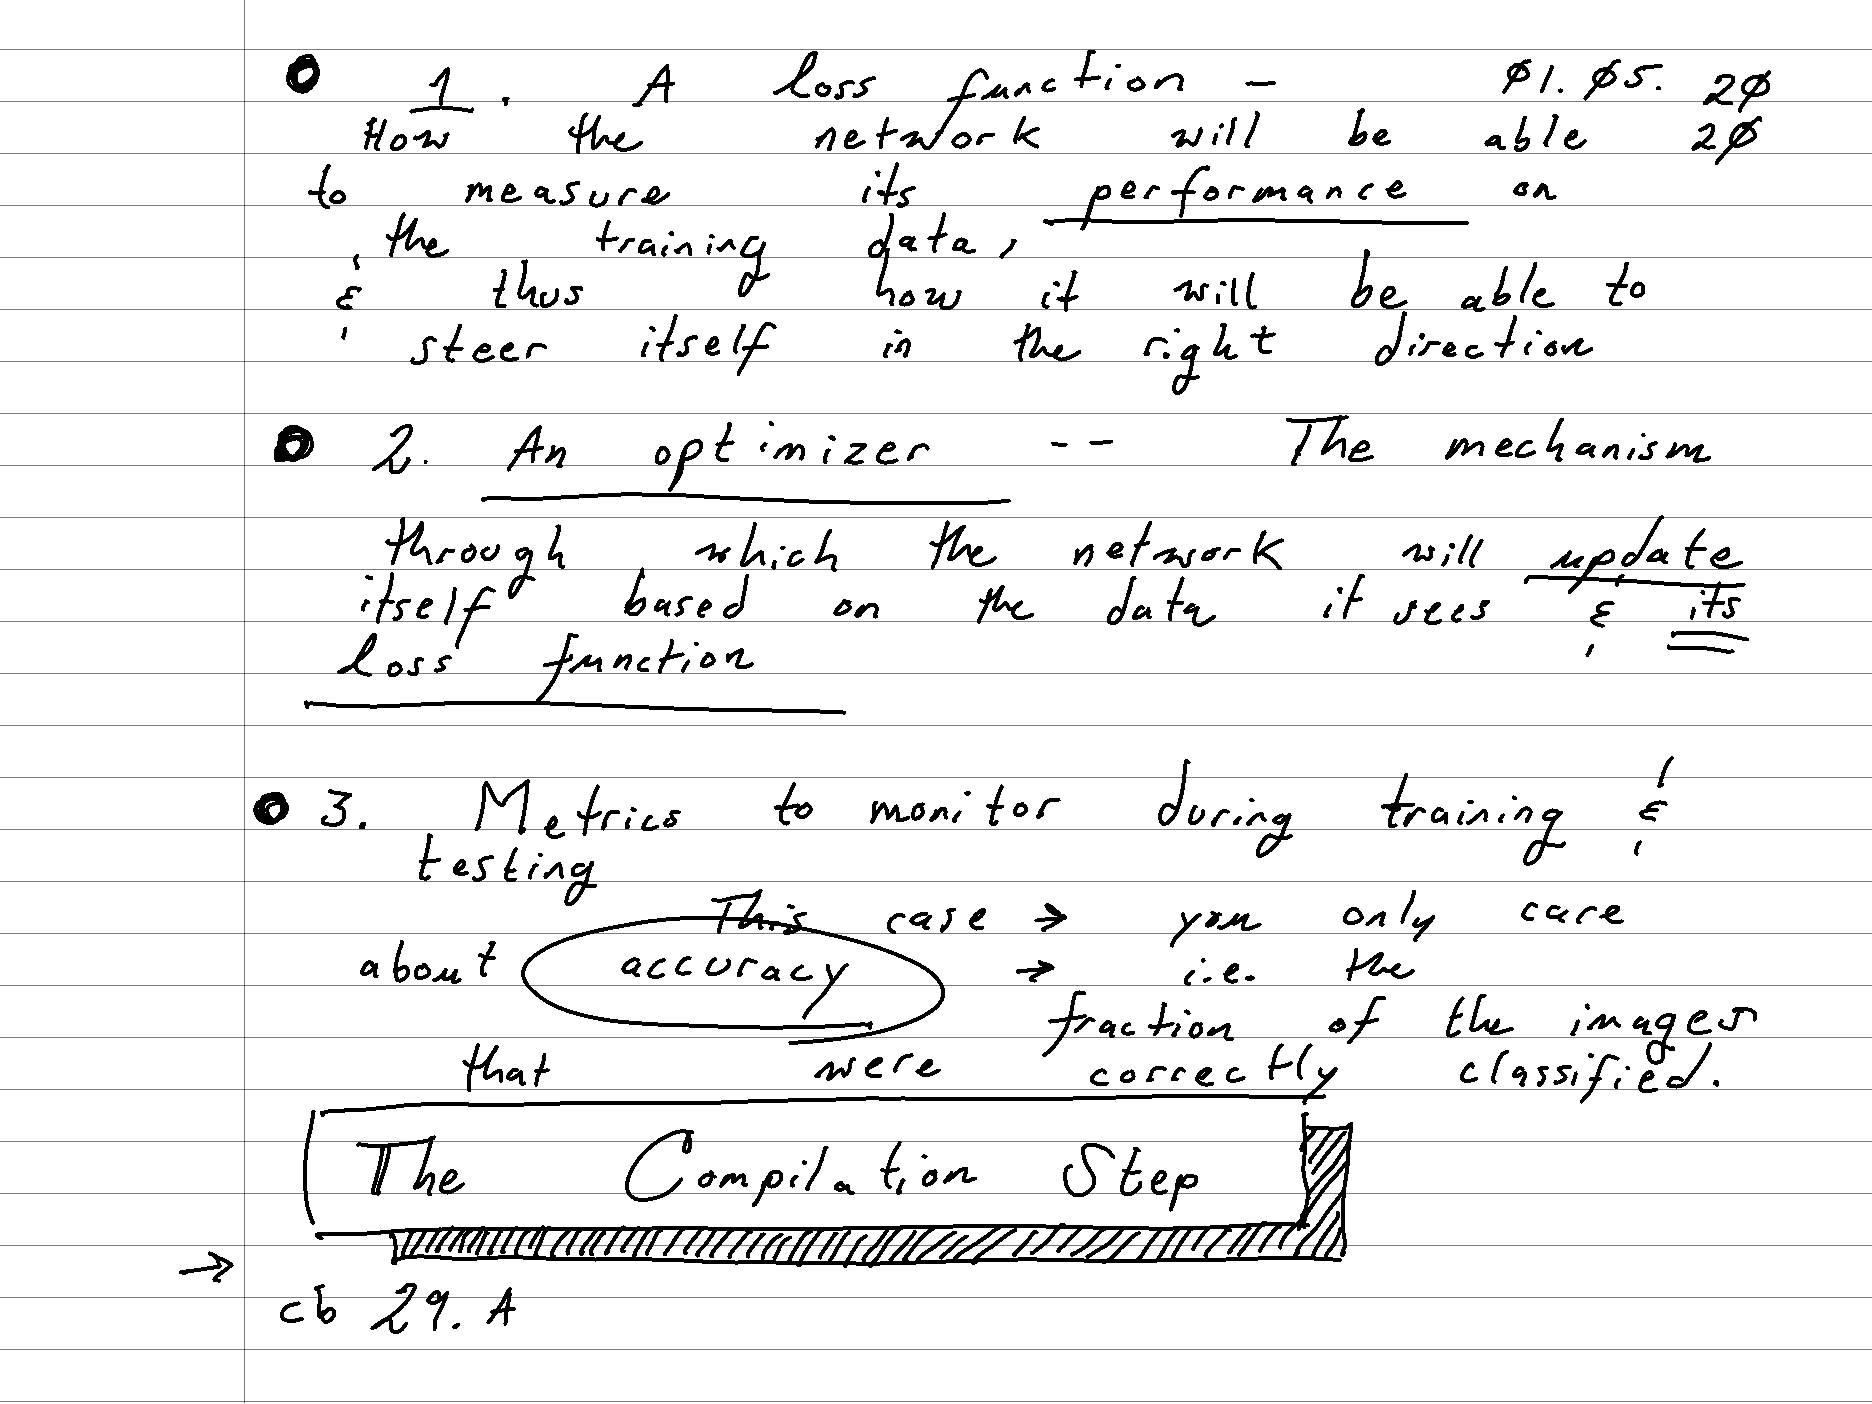 1. A loss function - 01.05.20
How the network will be able 20
to measure its performance on
the training data,
& thus how it will be able to
steer itself in the right direction
2. An optimizer -- The mechanism
through which the network will update
itself based on the data it sees & its
loss function
3. Metrics to monitor during training &
testing
This case → you only care
about accuracy → i.e. the
fraction of the images
that were correctly classified.
The Compilation Step
→
cb 29. A